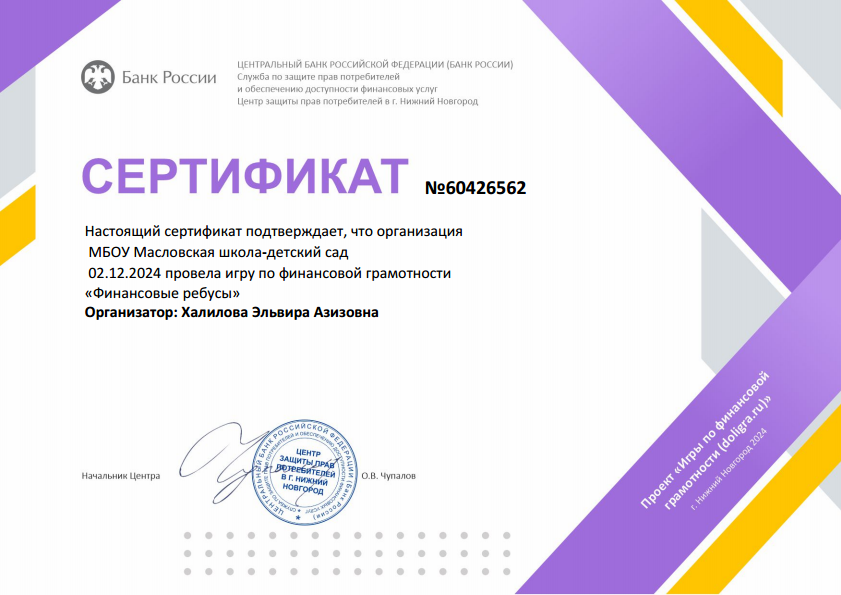 Банк России
ЦЕНТРАЛЬНЫЙ БАНК РОССИЙСКОЙ ФЕДЕРАЦИИ (БАНК РОССИИ)
Служба по защите прав потребителей
и обеспечению доступности финансовых услуг
Центр защиты прав потребителей в г. Нижний Новгород
СЕРТИФИКАТ №60426562
Настоящий сертификат подтверждает, что организация
МБОУ Масловская школа-детский сад
02.12.2024 провела игру по финансовой грамотности
«Финансовые ребусы»
Организатор: Халилова Эльвира Азизовна
Начальник Центра
ЦЕНТРАЛЬНЫЙ БАНК РОССИЙСКОЙ ФЕДЕРАЦИИ (Банк России)
ЦЕНТР
ЗАЩИТЫ ПРАВ
ПОТРЕБИТЕЛЕЙ
В Г. НИЖНИЙ
НОВГОРОД
О.В. Чупалов
Проект «Игры по финансовой
грамотности (doligra.ru)»
г. Нижний Новгород 2024